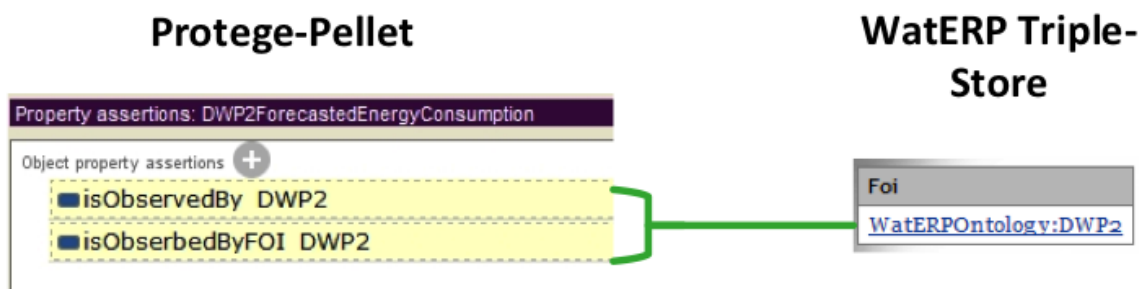 Protege-Pellet
WatERP Triple-
Store
Property assertions: DWP2ForecastedEnergyConsumption
Object property assertions
isObservedBy DWP2
isObserbedByFOI DWP2
Foi
WatERPOntology:DWP2